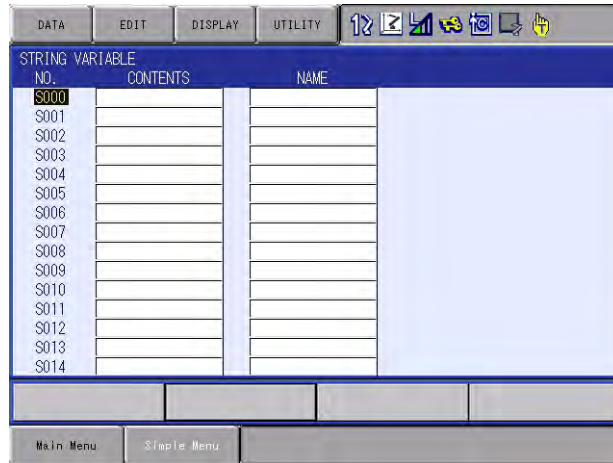 DATA EDIT DISPLAY UTILITY
STRING VARIABLE
NO. CONTENTS NAME
S000
S001
S002
S003
S004
S005
S006
S007
S008
S009
S010
S011
S012
S013
S014
Main Menu Simple Menu